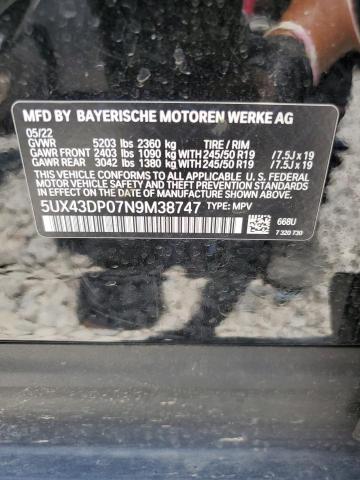 MFD BY BAYERISCHE MOTOREN WERKE AG
05/22
GVWR 5203 lbs 2360 kg TIRE / RIM
GAWR FRONT 2403 lbs 1090 kg WITH 245/50 R19 /7.5J x 19
GAWR REAR 3042 lbs 1380 kg WITH 245/50 R19 /7.5J x 19
THIS VEHICLE CONFORMS TO ALL APPLICABLE U. S. FEDERAL
MOTOR VEHICLE SAFETY, BUMPER, AND THEFT PREVENTION
STANDARDS IN EFFECT ON THE DATE OF MANUFACTURE
SHOWN ABOVE.
5UX43DP07N9M38747 TYPE: MPV
668U
7 320 730